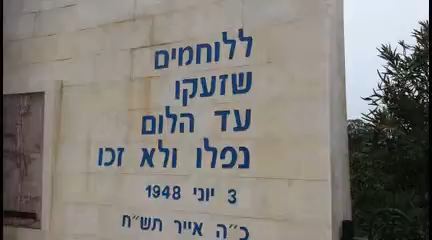 ללוחמים
שזעקו
עד הלום
נפלו ולא זכו
3 יוני 1948
כ״ה אייר תש״ח